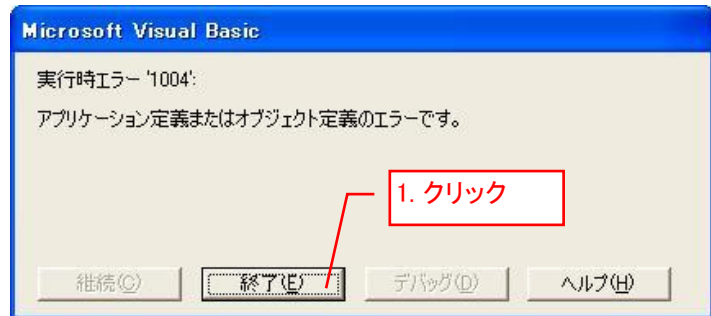 Microsoft Visual Basic
実行時エラー '1004':
アプリケーション定義またはオブジェクト定義のエラーです。
1. クリック
継続(C)
終了(E)
デバッグ(D)
ヘルプ(H)